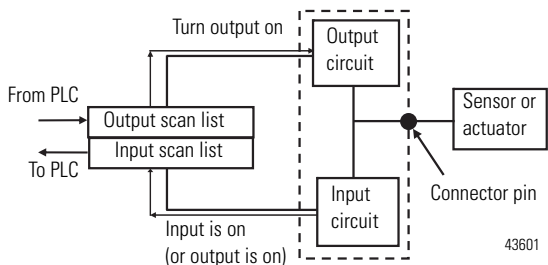 Turn output on
Output
circuit
From PLC
Output scan list
Input scan list
To PLC
Sensor or
actuator
Connector pin
Input
circuit
Input is on
(or output is on)
43601